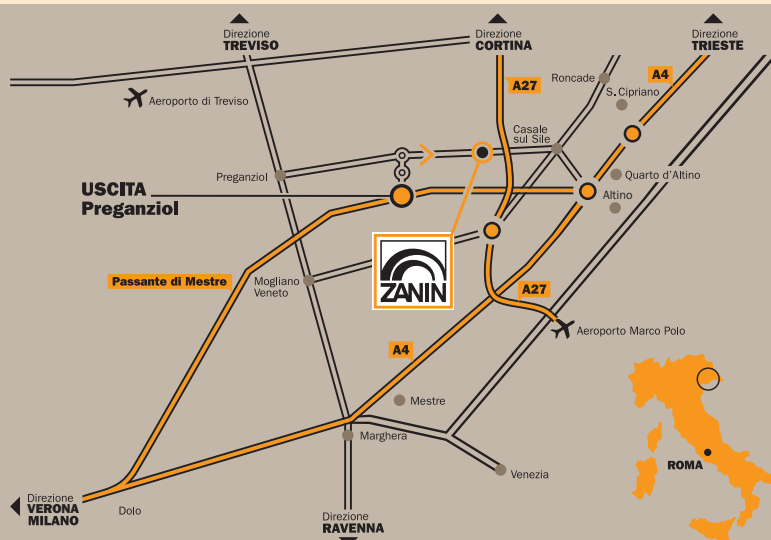 Direzione
TREVISO
Direzione
CORTINA
Direzione
TRIESTE
A4
A27
Roncade
S. Cipriano
Aeroporto di Treviso
Casale
sul Sile
Preganziol
Quarto d'Altino
USCITA
Preganziol
Altino
ZANIN
Passante di Mestre
Mogliano
Veneto
A27
Aeroporto Marco Polo
A4
Mestre
Marghera
ROMA
Venezia
Direzione
VERONA
MILANO
Dolo
Direzione
RAVENNA